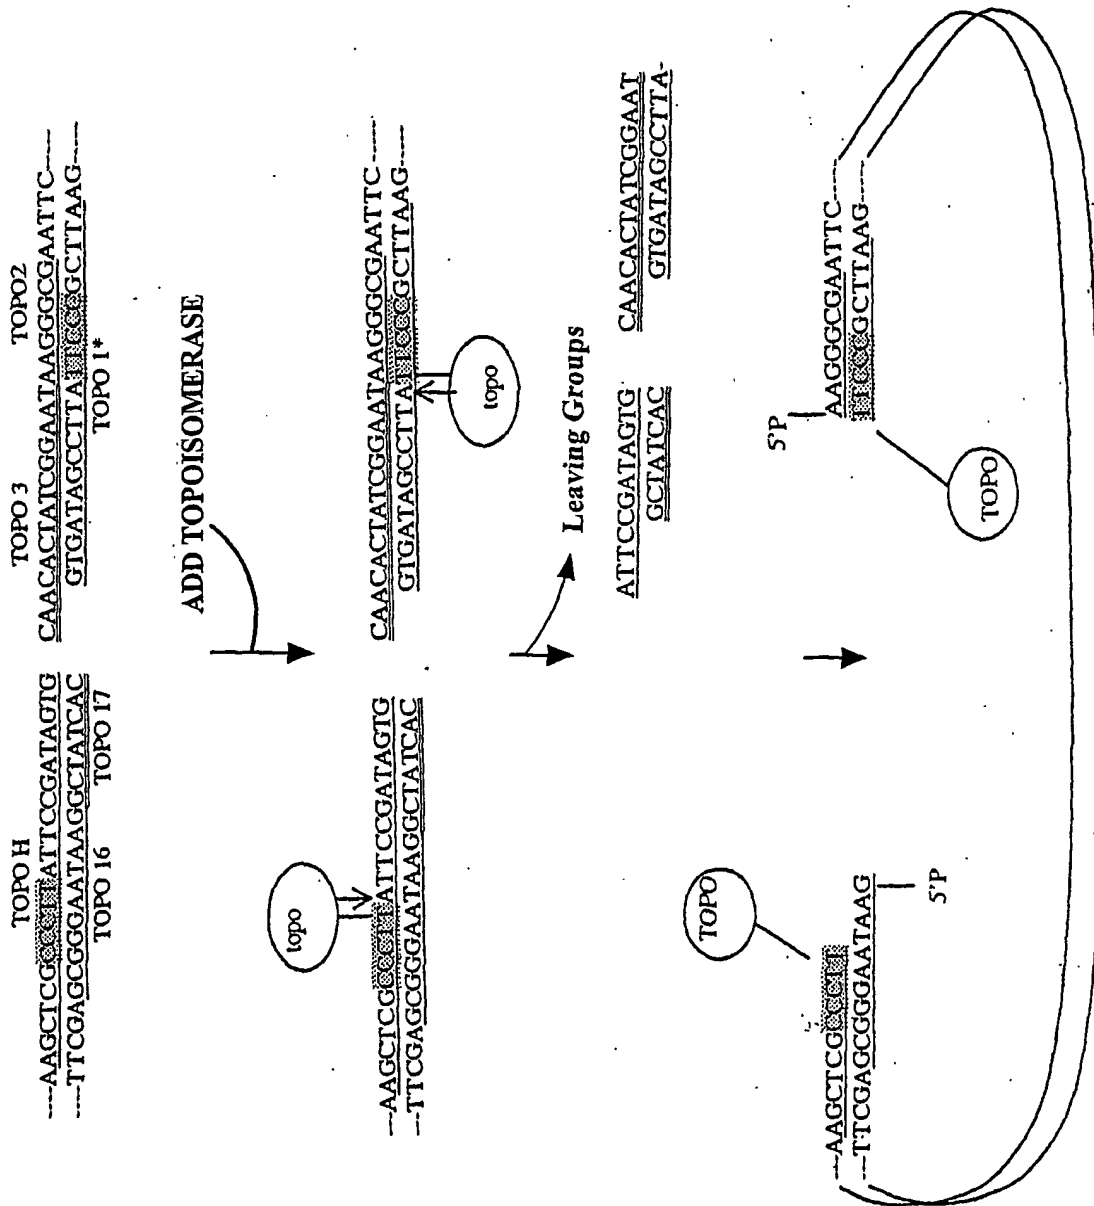 TOPO H TOPO 3 TOPO2
----AAGCTCGCCCTTATTCCGATAGTG CAACACTATCGGAATAAGGGCGAATTC----
----TTCGAGCGGGAATAAGGCTATCAC GTGATAGCCTTATTCCCGCTTAAG----
TOPO 16 TOPO 17 TOPO 1*
ADD TOPOISOMERASE
topo
--AAGCTCGCCCTTATTCCGATAGTG CAACACTATCGGAATAAGGGCGAATTC----
--TTCGAGCGGGAATAAGGCTATCAC GTGATAGCCTTATTCCCGCTTAAG----
topo
Leaving Groups
ATTCCGATAGTG CAACACTATCGGAAT
GCTATCAC GTGATAGCCTTA-
TOPO 5'P
---AAGCTCGCCCTT AAGGGCGAATTC----
---TTCGAGCGGGAATAAG TTCCCGCTTAAG----
5'P TOPO